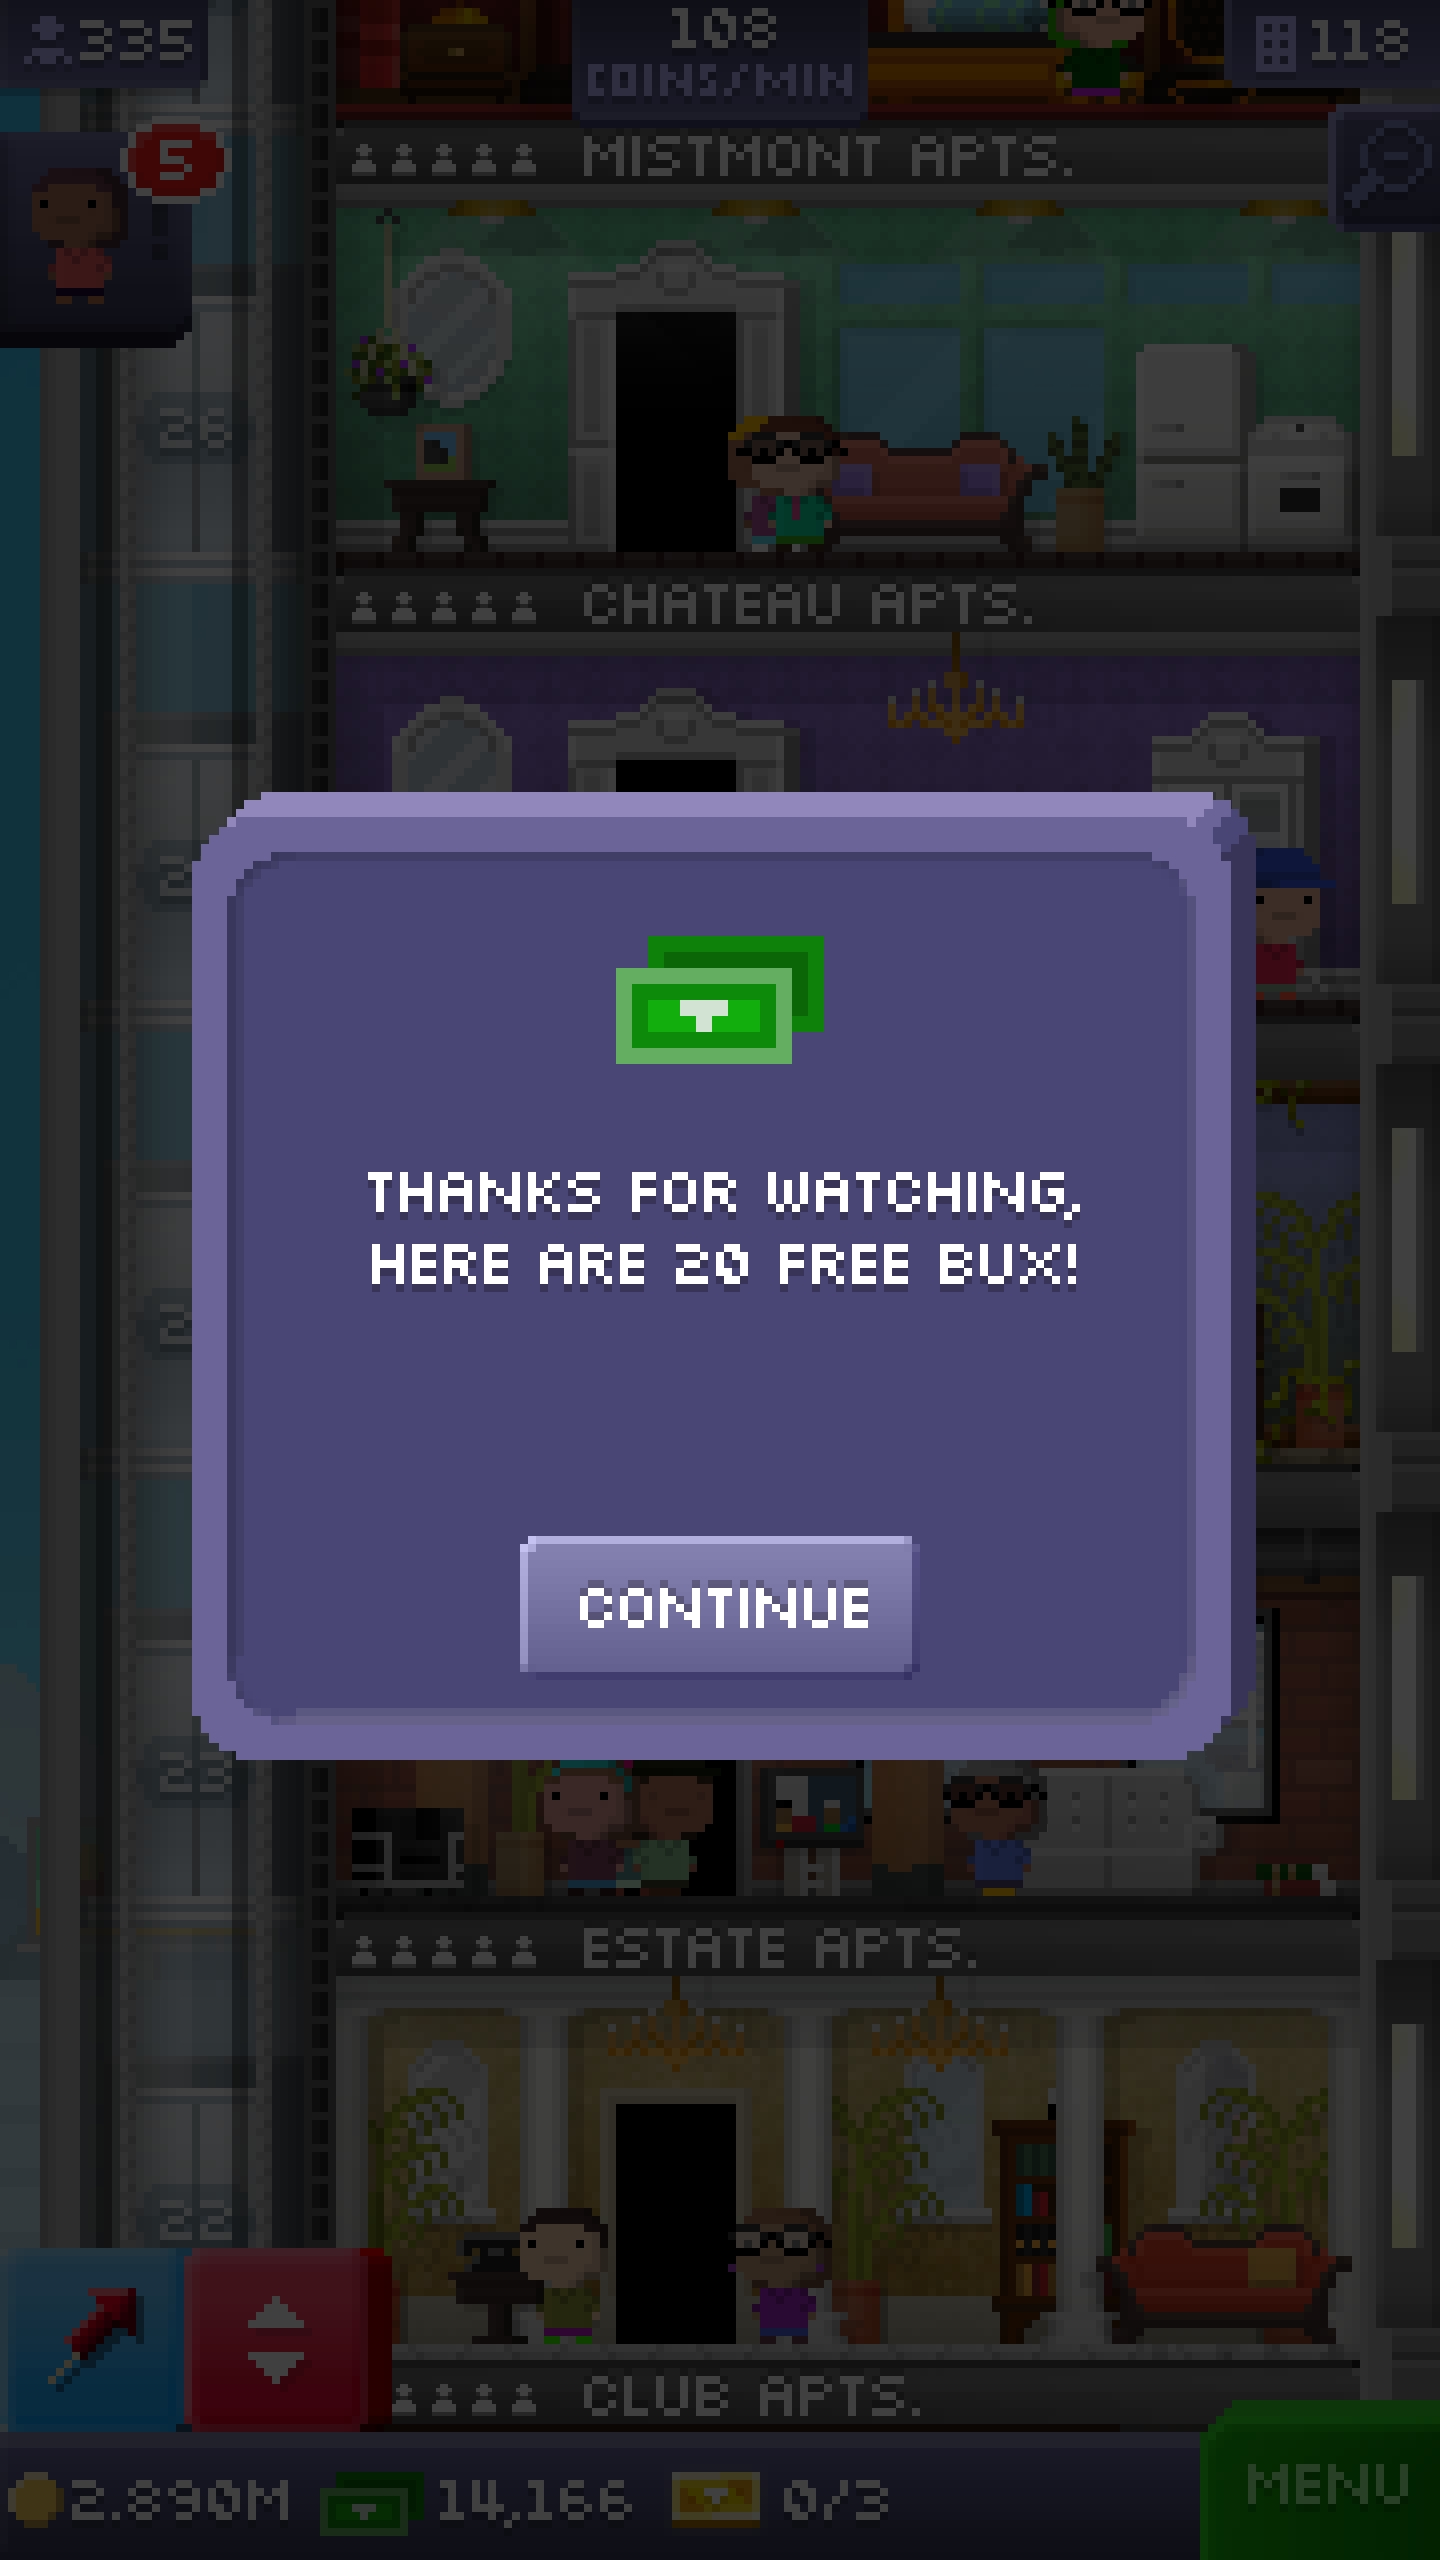 335
108
COINS/MIN
118
5
MISTMONT APTS.
26
CHATEAU APTS.
THANKS FOR WATCHING,
HERE ARE 20 FREE BUX!
CONTINUE
23
ESTATE APTS.
22
CLUB APTS.
2.890M
14,166
0/3
MENU